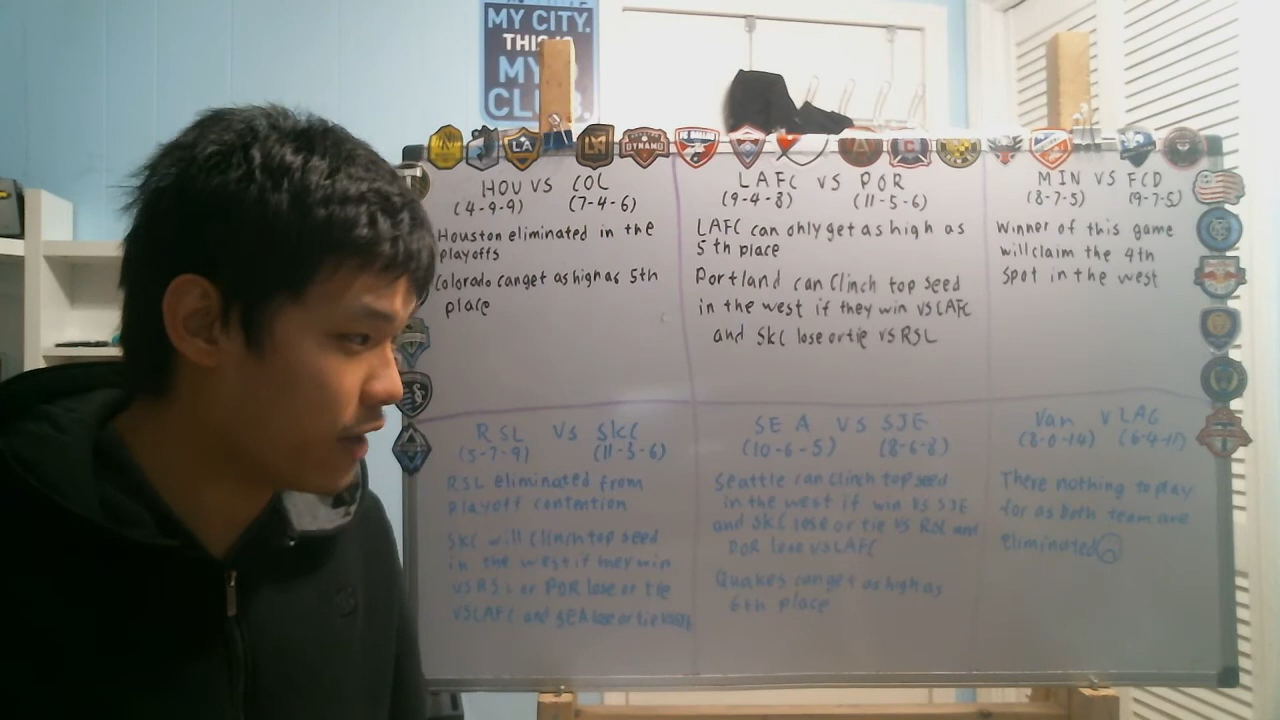 MY CITY.
THIS IS
MY
CLUB.
LA
DYNAMO
HOU VS COL
(4-9-9) (7-4-6)
Houston eliminated in the
playoffs
Colorado can get as high as 5th
place
LAFC VS POR
(9-4-8) (11-5-6)
LAFC can only get as high as
5th place
Portland can Clinch top seed
in the west if they win VS LAFC
and SKC lose or tie VS RSL
MIN VS FCD
(8-7-5) (9-7-5)
Winner of this game
will claim the 4th
Spot in the west
RSL VS SKC
(5-7-9) (11-3-6)
RSL eliminated from
playoff contention
SKC will Clinch top seed
in the west if they win
VS RSL or POR lose or tie
VS LAFC and SEA lose or tie
SEA VS SJE
(10-6-5) (8-6-8)
Seattle can Clinch top seed
in the west if win VS SJE
and SKC lose or tie VS RSL and
POR lose VS LAFC
Quakes can get as high as
6th place
Van V LAG
(8-0-14) (6-4-11)
There nothing to play
for as both team are
eliminated